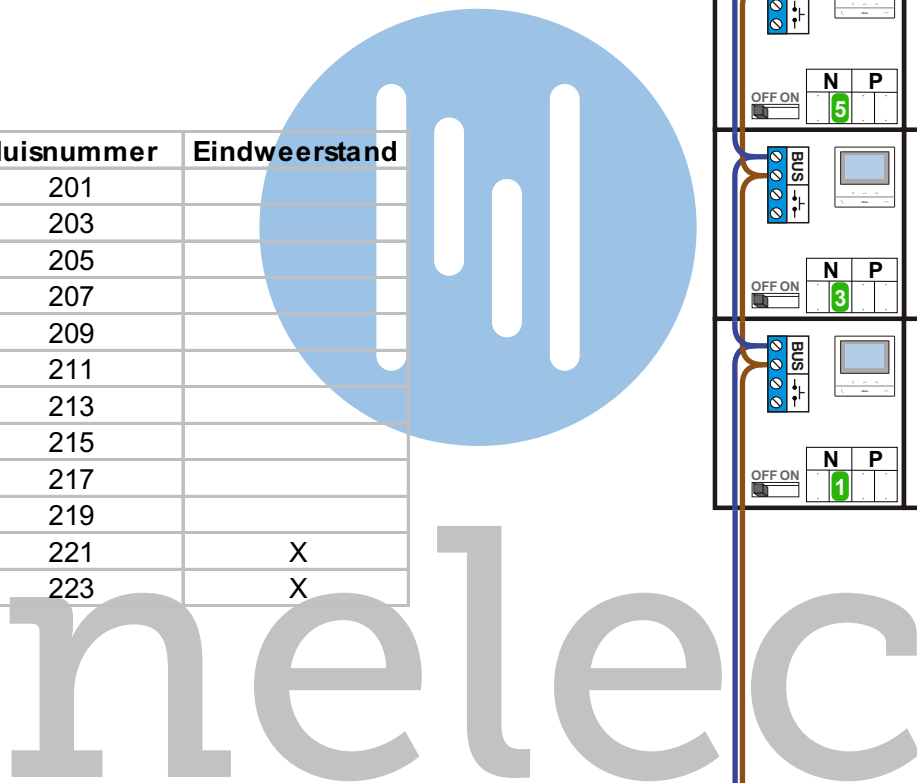 N P
OFF ON
5
Huisnummer Eindweerstand
201
203
205
207
209
211
213
215
217
219
221 X
223 X
BUS
N P
OFF ON
3
BUS
N P
OFF ON
1
nelec